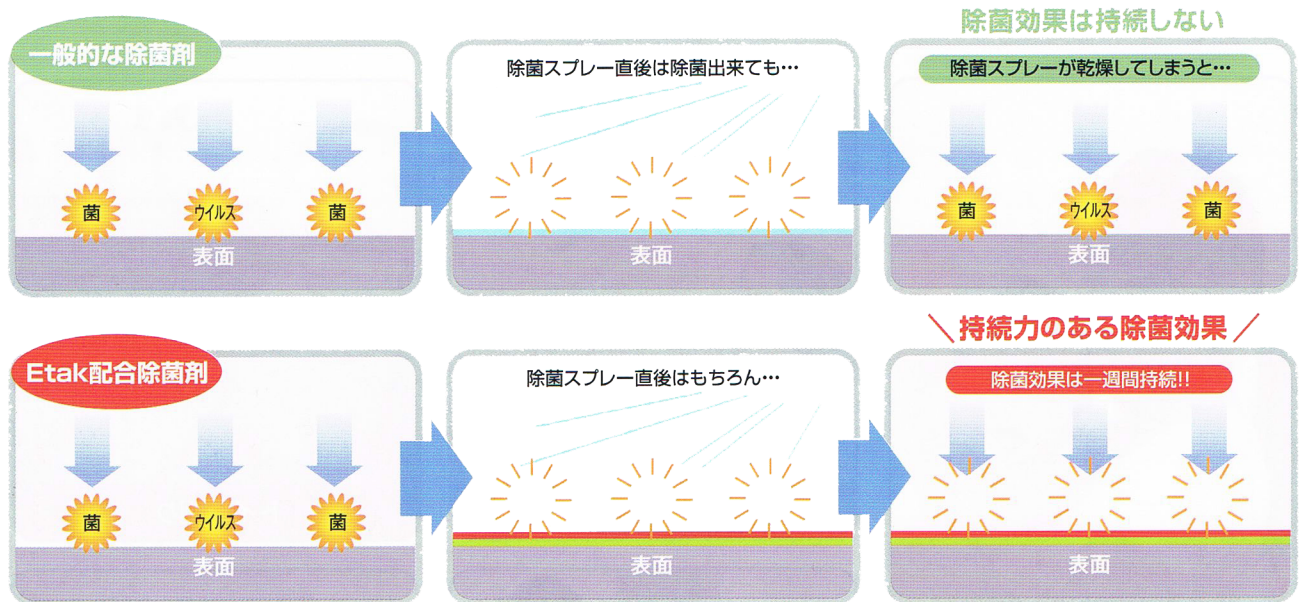 除菌効果は持続しない
一般的な除菌剤
除菌スプレー直後は除菌出来ても…
除菌スプレーが乾燥してしまうと…
菌 ウイルス 菌
菌 ウイルス 菌
表面
表面
表面
＼持続力のある除菌効果／
Etak配合除菌剤
除菌スプレー直後はもちろん…
除菌効果は一週間持続!!
菌 ウイルス 菌
表面
表面
表面